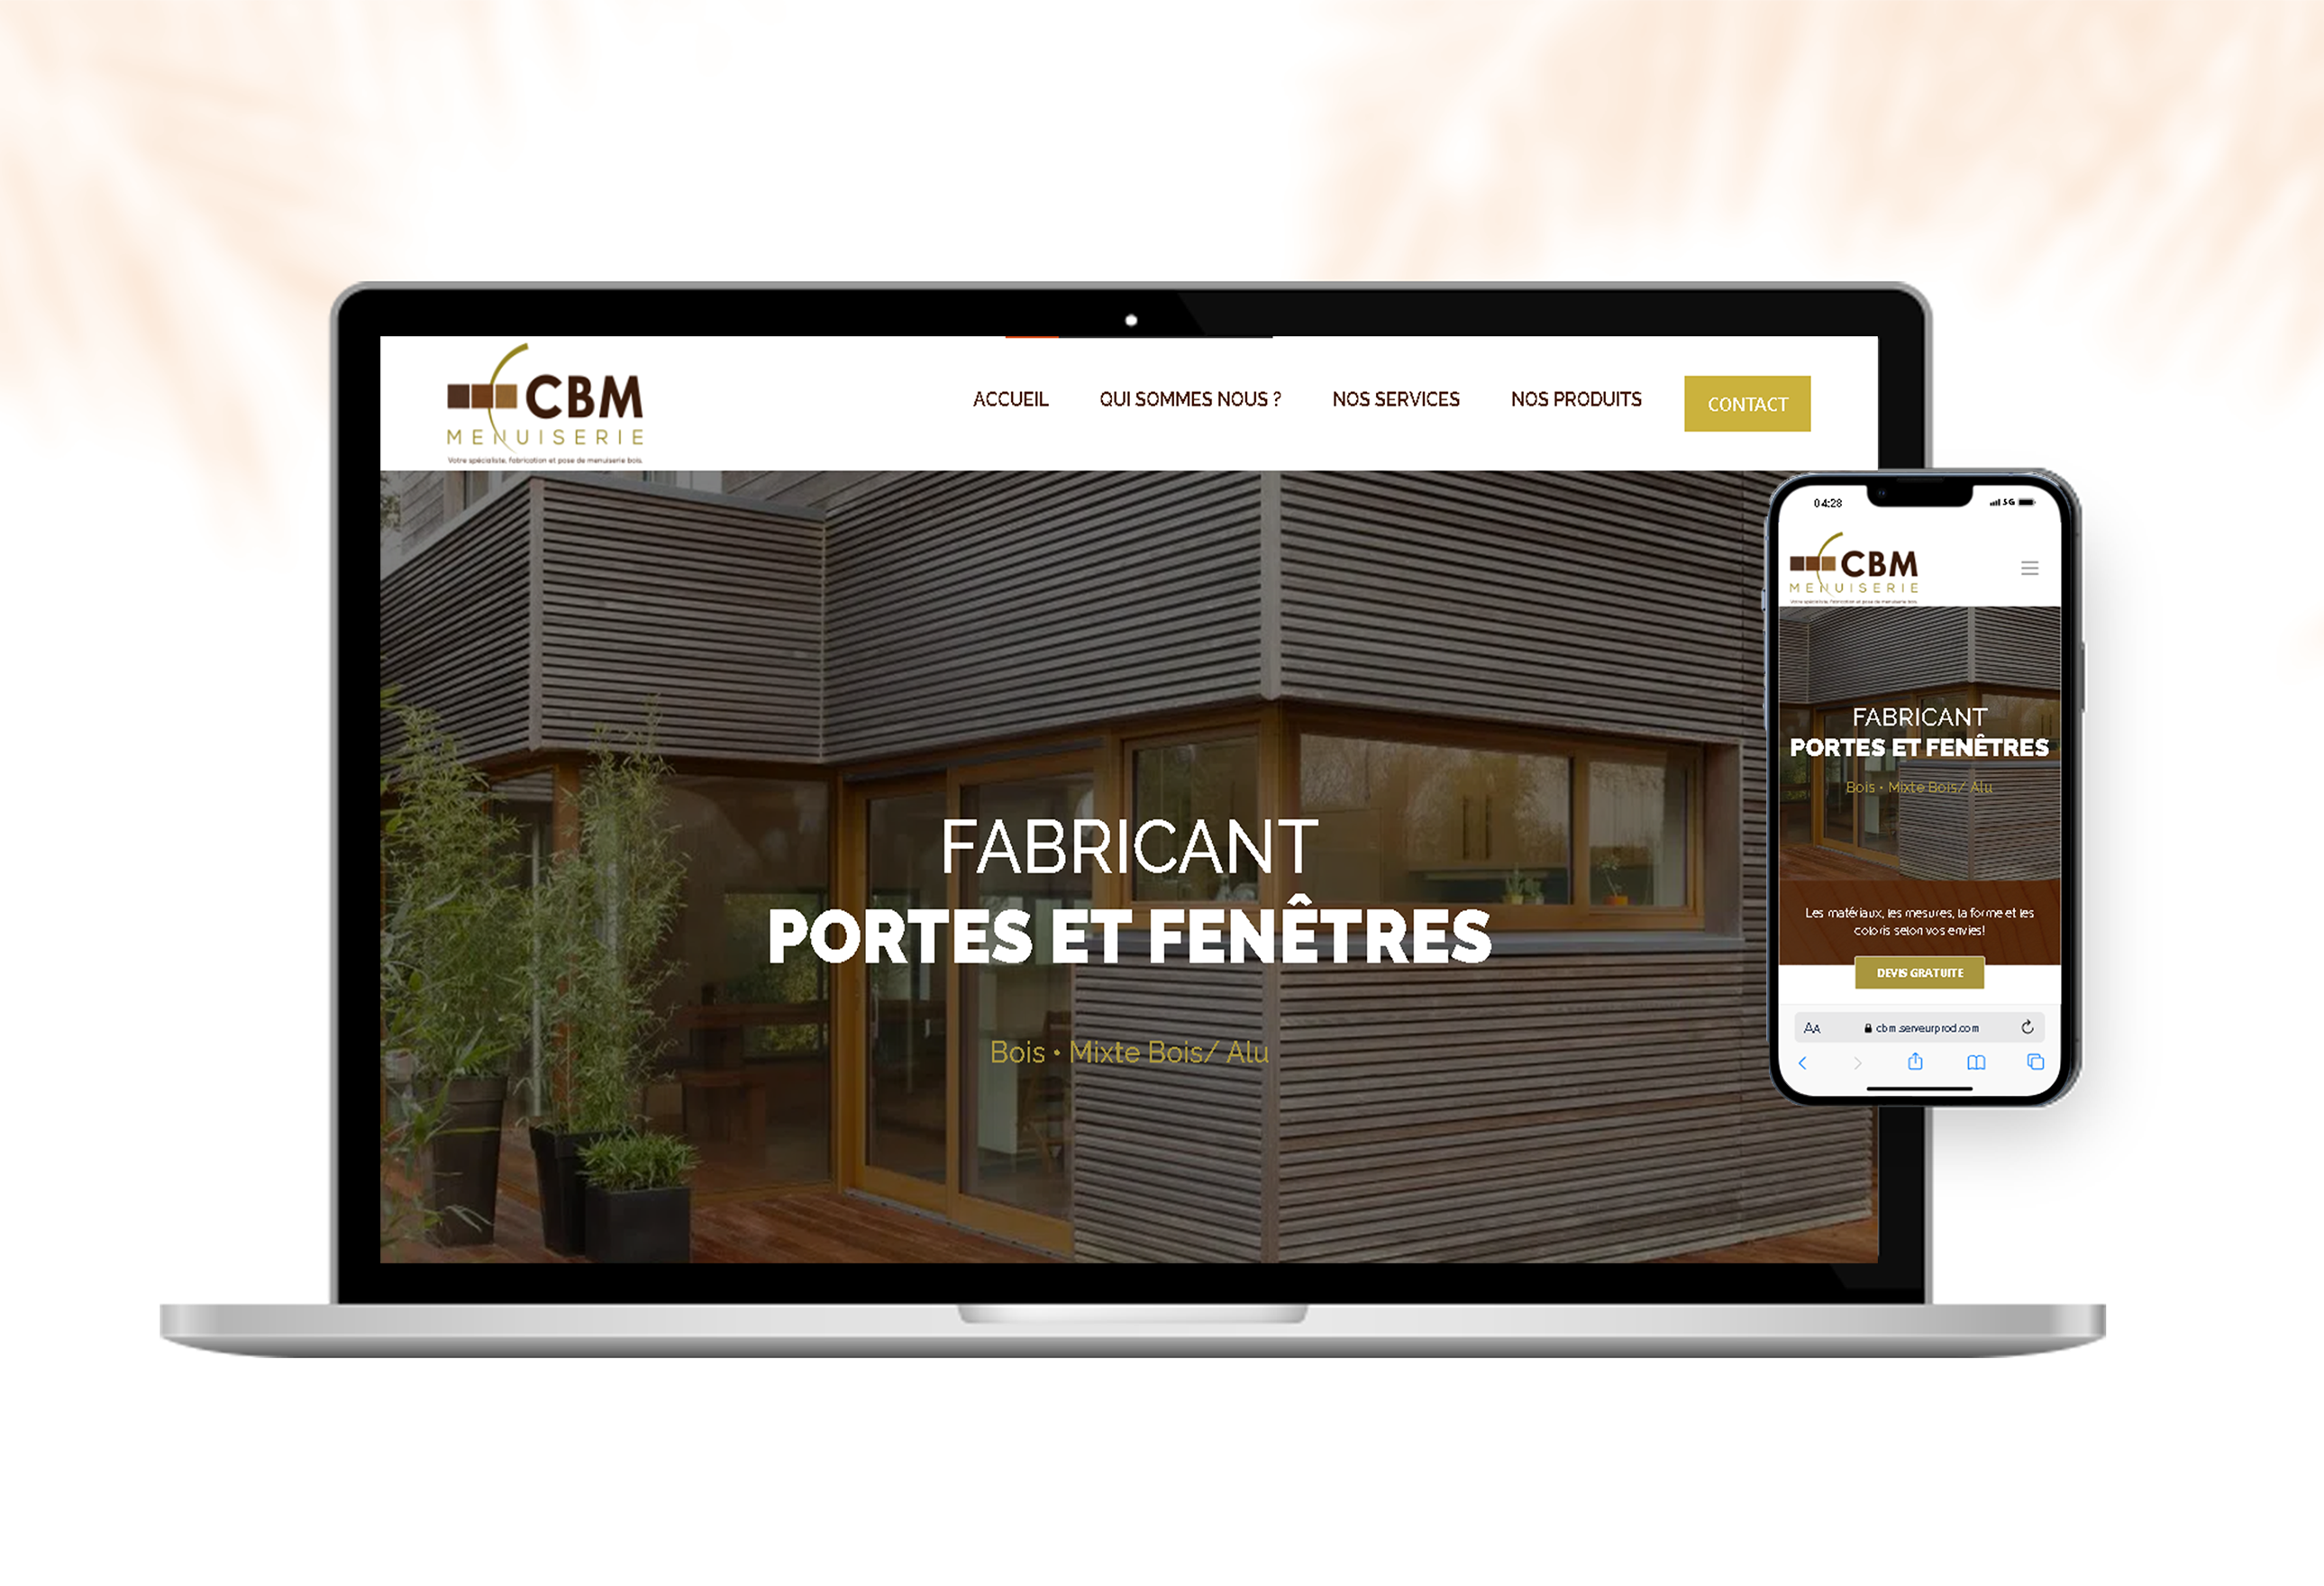 CBM
MENUISERIE
Votre spécialiste, fabrication et pose de menuiserie bois.
ACCUEIL
QUI SOMMES NOUS ?
NOS SERVICES
NOS PRODUITS
CONTACT
FABRICANT
PORTES ET FENÊTRES
Bois • Mixte Bois/ Alu
04:28
5G
CBM
MENUISERIE
Votre spécialiste, fabrication et pose de menuiserie bois.
FABRICANT
PORTES ET FENÊTRES
Bois • Mixte Bois/ Alu
Les matériaux, les mesures, la forme et les
coloris selon vos envies!
DEVIS GRATUITE
AA
cbm.serveurprod.com